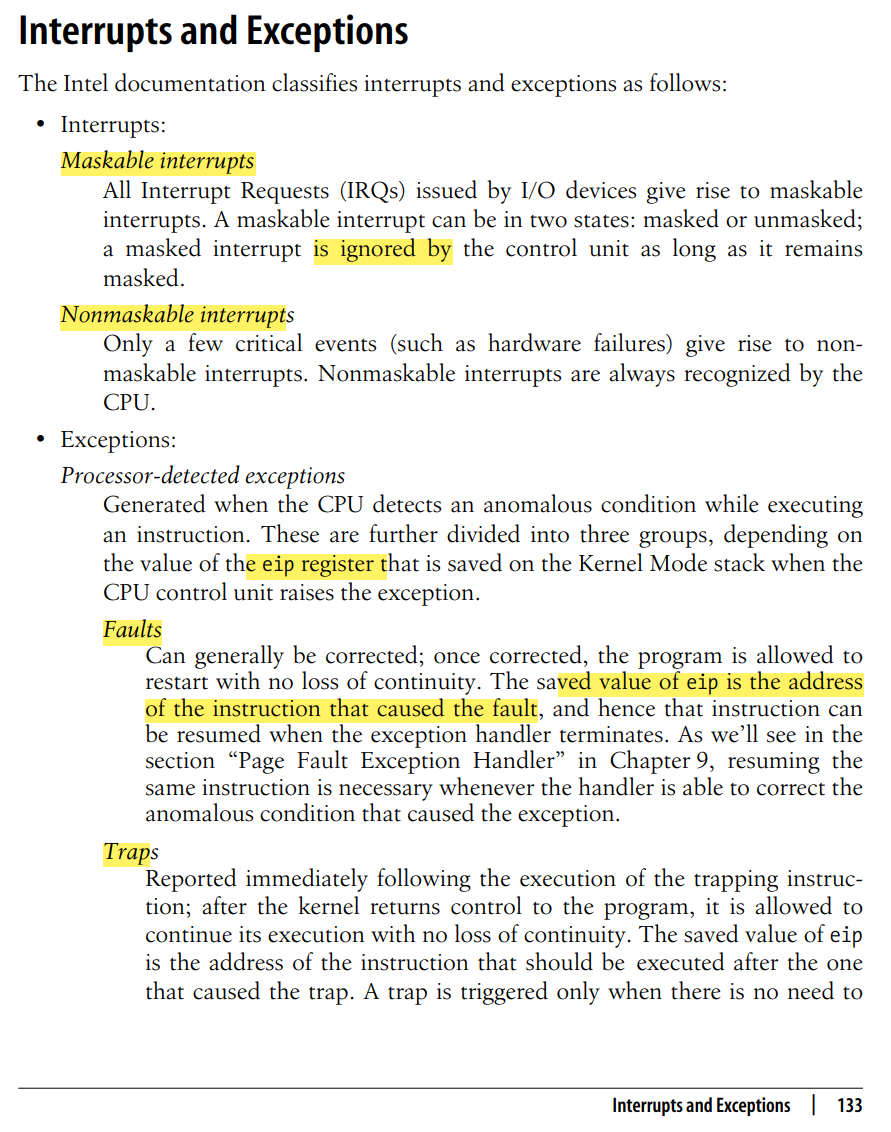 Interrupts and Exceptions
The Intel documentation classifies interrupts and exceptions as follows:
• Interrupts:
Maskable interrupts
All Interrupt Requests (IRQs) issued by I/O devices give rise to maskable
interrupts. A maskable interrupt can be in two states: masked or unmasked;
a masked interrupt is ignored by the control unit as long as it remains
masked.
Nonmaskable interrupts
Only a few critical events (such as hardware failures) give rise to non-
maskable interrupts. Nonmaskable interrupts are always recognized by the
CPU.
• Exceptions:
Processor-detected exceptions
Generated when the CPU detects an anomalous condition while executing
an instruction. These are further divided into three groups, depending on
the value of the eip register that is saved on the Kernel Mode stack when the
CPU control unit raises the exception.
Faults
Can generally be corrected; once corrected, the program is allowed to
restart with no loss of continuity. The saved value of eip is the address
of the instruction that caused the fault, and hence that instruction can
be resumed when the exception handler terminates. As we’ll see in the
section “Page Fault Exception Handler” in Chapter 9, resuming the
same instruction is necessary whenever the handler is able to correct the
anomalous condition that caused the exception.
Traps
Reported immediately following the execution of the trapping instruc-
tion; after the kernel returns control to the program, it is allowed to
continue its execution with no loss of continuity. The saved value of eip
is the address of the instruction that should be executed after the one
that caused the trap. A trap is triggered only when there is no need to
Interrupts and Exceptions | 133